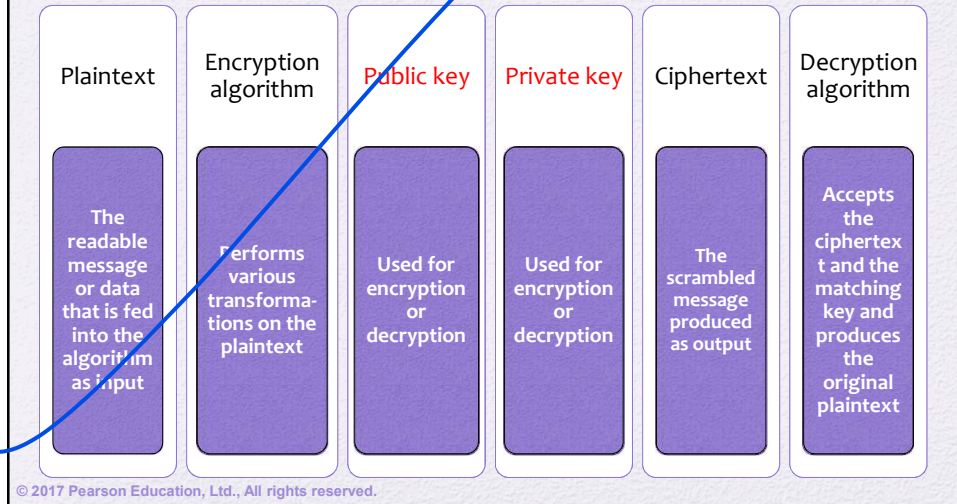 Plaintext
Encryption
algorithm
Public key
Private key
Ciphertext
Decryption
algorithm
The
readable
message
or data
that is fed
into the
algorithm
as input
Performs
various
transforma-
tions on the
plaintext
Used for
encryption
or
decryption
Used for
encryption
or
decryption
The
scrambled
message
produced
as output
Accepts
the
ciphertex
t and the
matching
key and
produces
the
original
plaintext
© 2017 Pearson Education, Ltd., All rights reserved.